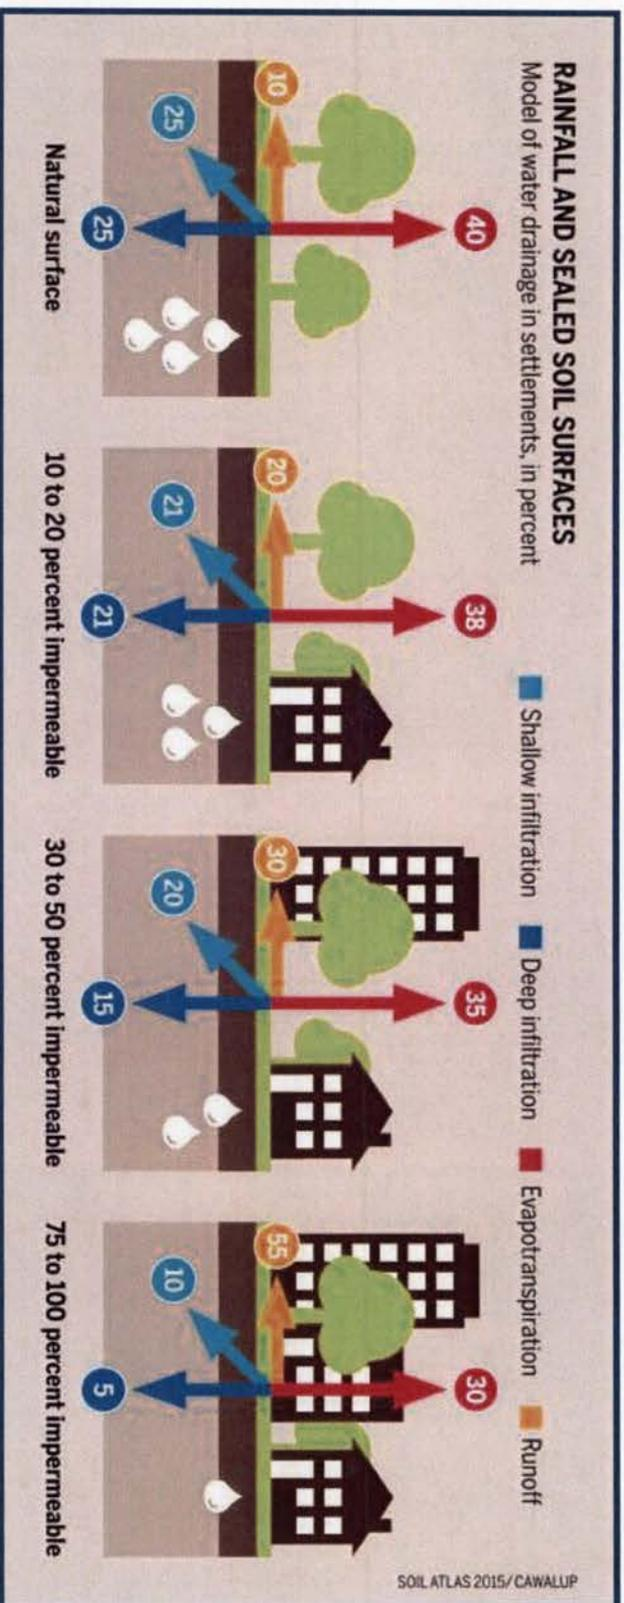 RAINFALL AND SEALED SOIL SURFACES
Model of water drainage in settlements, in percent
Shallow infiltration Deep infiltration Evapotranspiration Runoff
40
10
25
25
Natural surface
38
20
21
21
10 to 20 percent impermeable
35
30
20
15
30 to 50 percent impermeable
30
55
10
5
75 to 100 percent impermeable
SOIL ATLAS 2015/CAWALUP